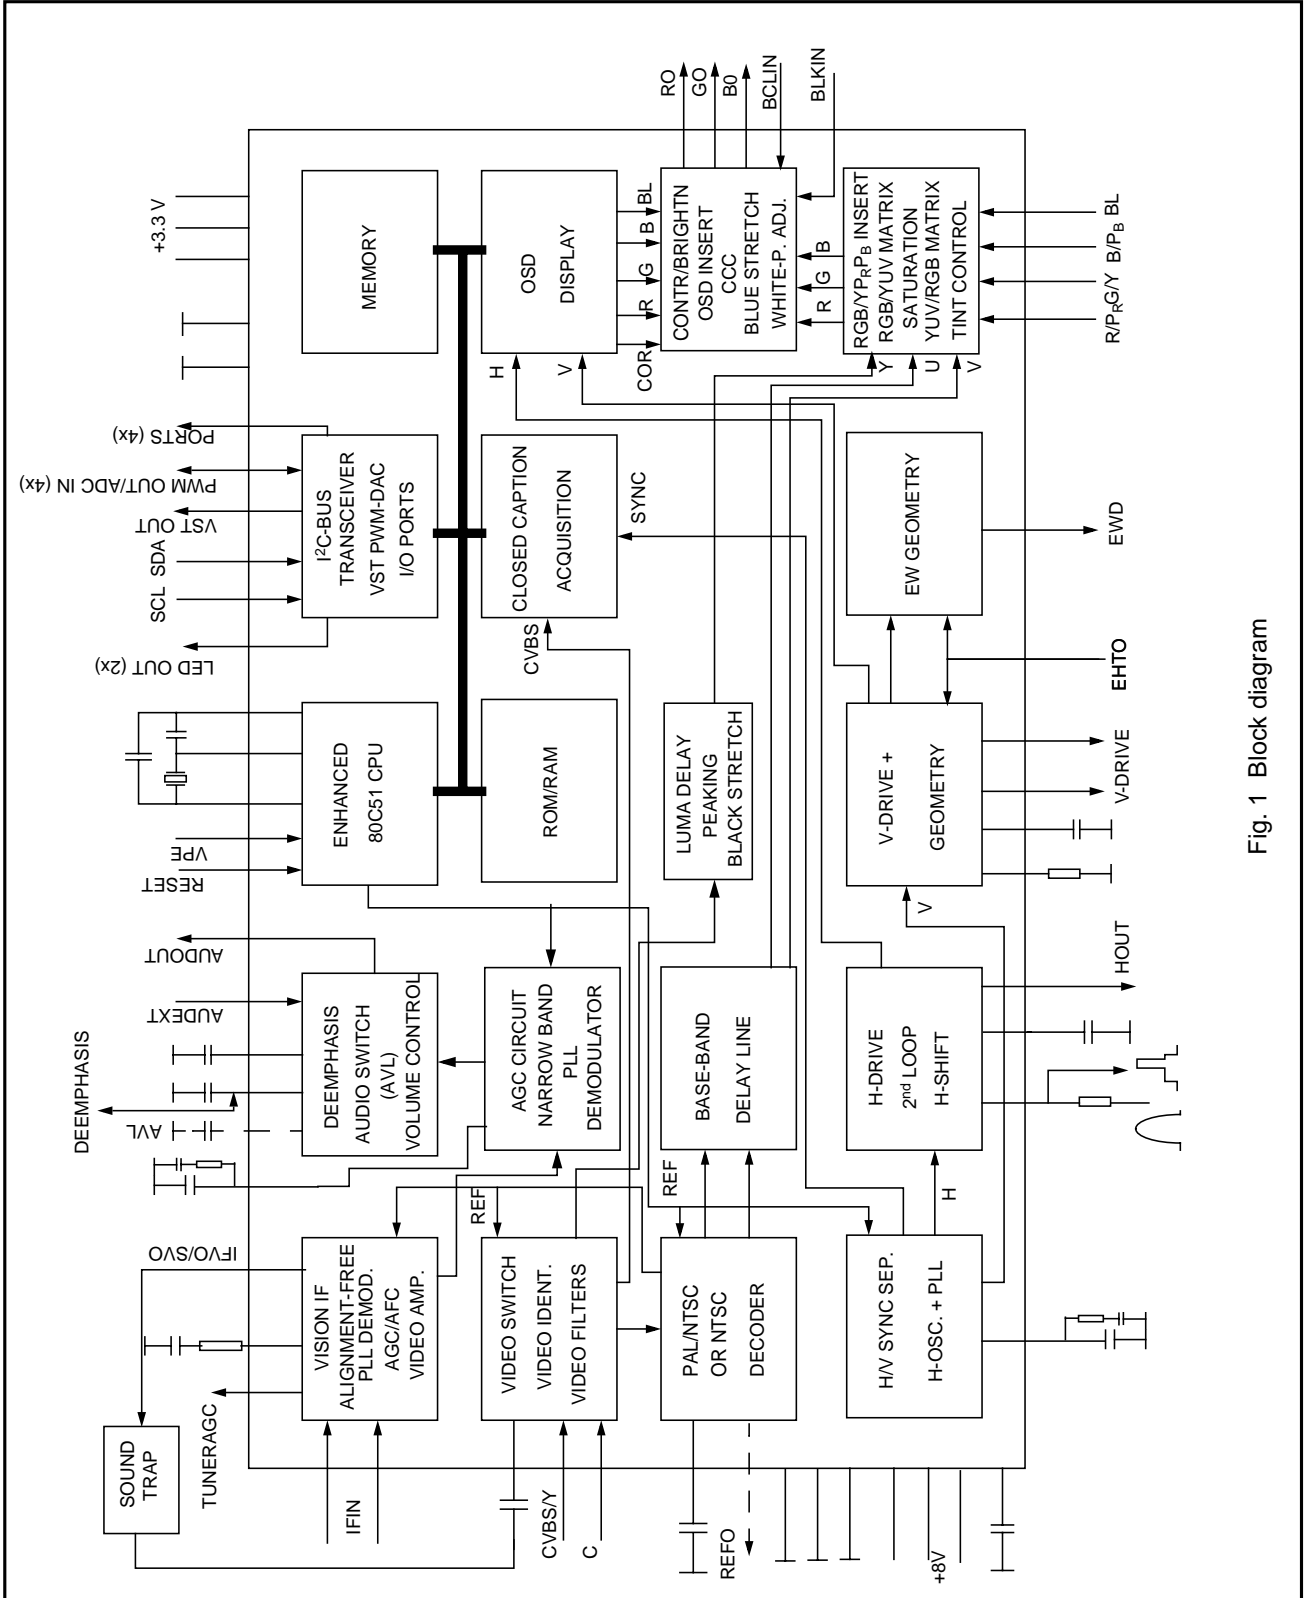 SOUND
TRAP
TUNERAGC
IFVO/SVO
AVL
DEEMPHASIS
AUDEXT
AUDOUT
RESET
VPE
LED OUT (2x)
SCL
SDA
VST OUT
PWM OUT/ADC IN (4x)
PORTS (4x)
+3.3 V
IFIN
VISION IF
ALIGNMENT-FREE
PLL DEMOD.
AGC/AFC
VIDEO AMP.
DEEMPHASIS
AUDIO SWITCH
(AVL)
VOLUME CONTROL
ENHANCED
80C51 CPU
I²C-BUS
TRANSCEIVER
VST PWM-DAC
I/O PORTS
MEMORY
REF
CVBS/Y
C
VIDEO SWITCH
VIDEO IDENT.
VIDEO FILTERS
AGC CIRCUIT
NARROW BAND
PLL
DEMODULATOR
ROM/RAM
CVBS
CLOSED CAPTION
ACQUISITION
SYNC
H
V
OSD
DISPLAY
COR
R
G
B
BL
REFO
REF
PAL/NTSC
OR NTSC
DECODER
BASE-BAND
DELAY LINE
LUMA DELAY
PEAKING
BLACK STRETCH
CONTR/BRIGHTN
OSD INSERT
CCC
BLUE STRETCH
WHITE-P. ADJ.
RO
GO
B0
BCLIN
BLKIN
R
G
B
Y
U
V
+8V
H/V SYNC SEP.
H-OSC. + PLL
H
H-DRIVE
2nd LOOP
H-SHIFT
V
V-DRIVE +
GEOMETRY
EW GEOMETRY
RGB/YPRPB INSERT
RGB/YUV MATRIX
SATURATION
YUV/RGB MATRIX
TINT CONTROL
HOUT
V-DRIVE
EHTO
EWD
R/PR
G/Y
B/PB
BL
Fig. 1 Block diagram